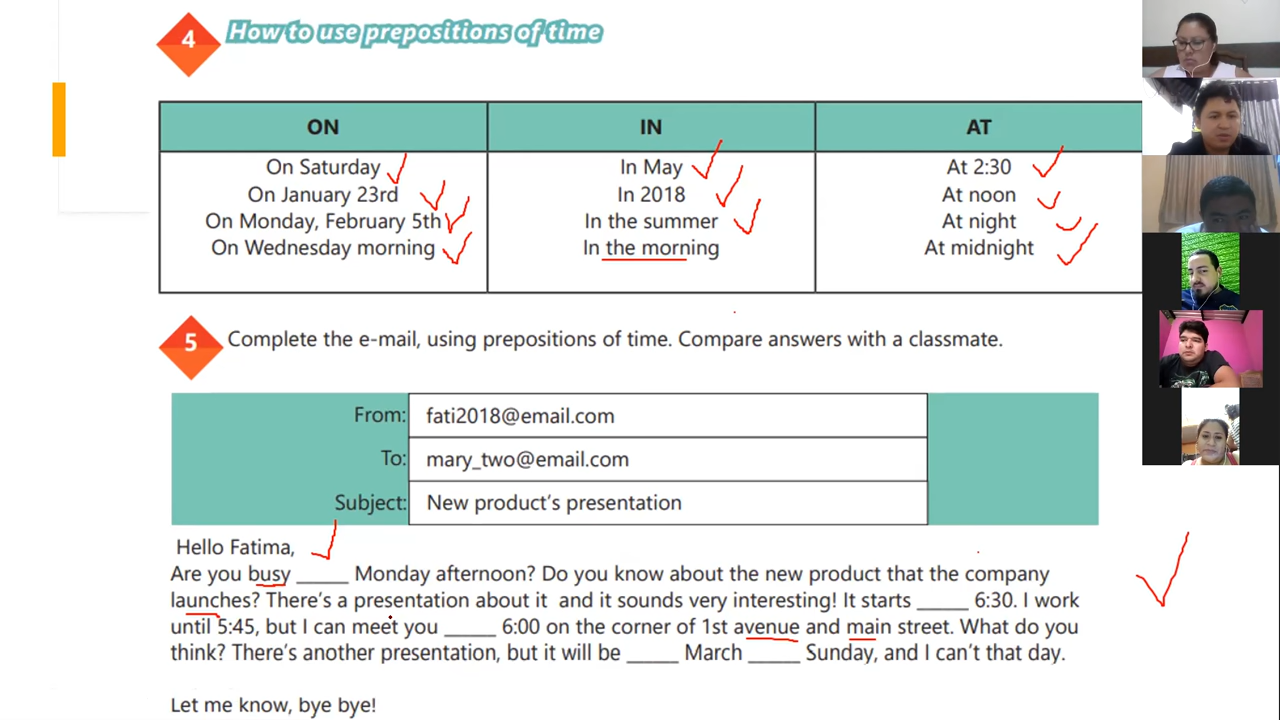 4 How to use prepositions of time
ON IN AT
On Saturday In May At 2:30
On January 23rd In 2018 At noon
On Monday, February 5th In the summer At night
On Wednesday morning In the morning At midnight
5 Complete the e-mail, using prepositions of time. Compare answers with a classmate.
From: fati2018@email.com
To: mary_two@email.com
Subject: New product's presentation
Hello Fatima,
Are you busy _____ Monday afternoon? Do you know about the new product that the company
launches? There's a presentation about it and it sounds very interesting! It starts _____ 6:30. I work
until 5:45, but I can meet you _____ 6:00 on the corner of 1st avenue and main street. What do you
think? There's another presentation, but it will be _____ March _____ Sunday, and I can't that day.
Let me know, bye bye!